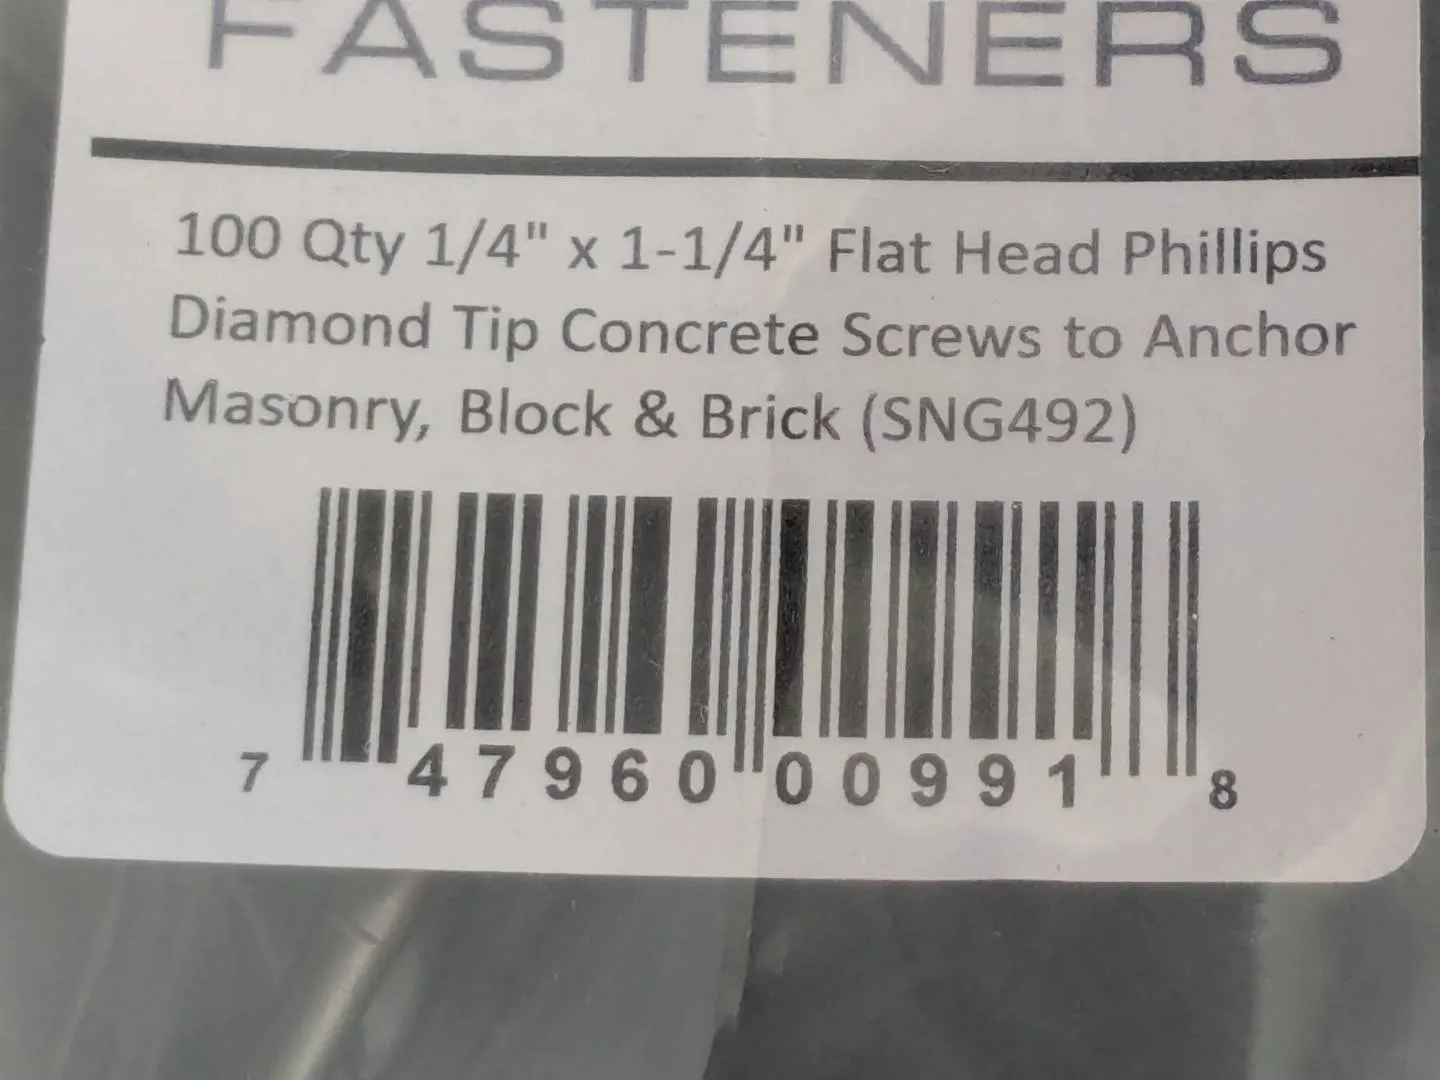 FASTENERS
100 Qty 1/4" x 1-1/4" Flat Head Phillips
Diamond Tip Concrete Screws to Anchor
Masonry, Block & Brick (SNG492)
7 47960 00991 8